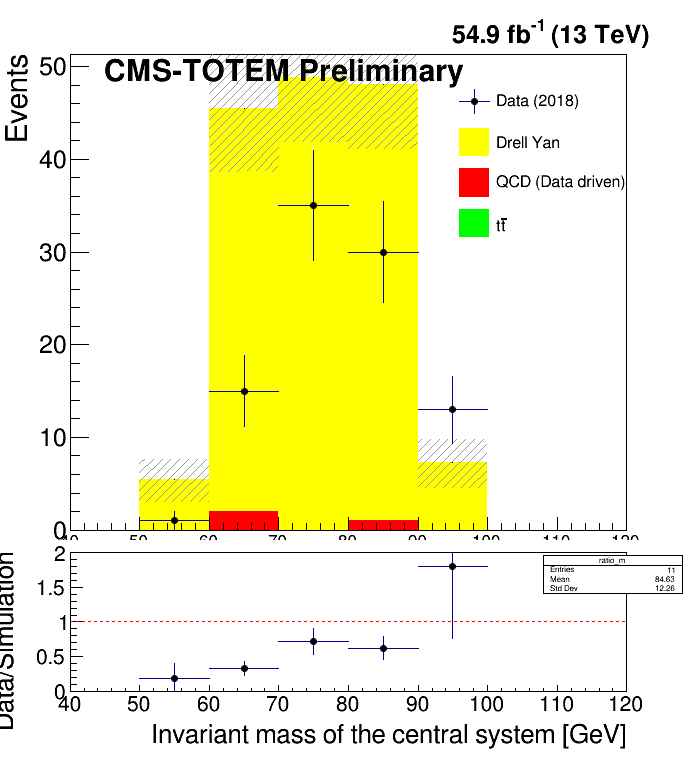 54.9 fb-1 (13 TeV)
CMS-TOTEM Preliminary
Events
50
40
30
20
10
0
Data (2018)
Drell Yan
QCD (Data driven)
tt̄
40 50 60 70 80 90 100 110 120
Data/Simulation
2
1.5
1
0.5
0
ratio_m
Entries 11
Mean 84.63
Std Dev 12.26
40 50 60 70 80 90 100 110 120
Invariant mass of the central system [GeV]